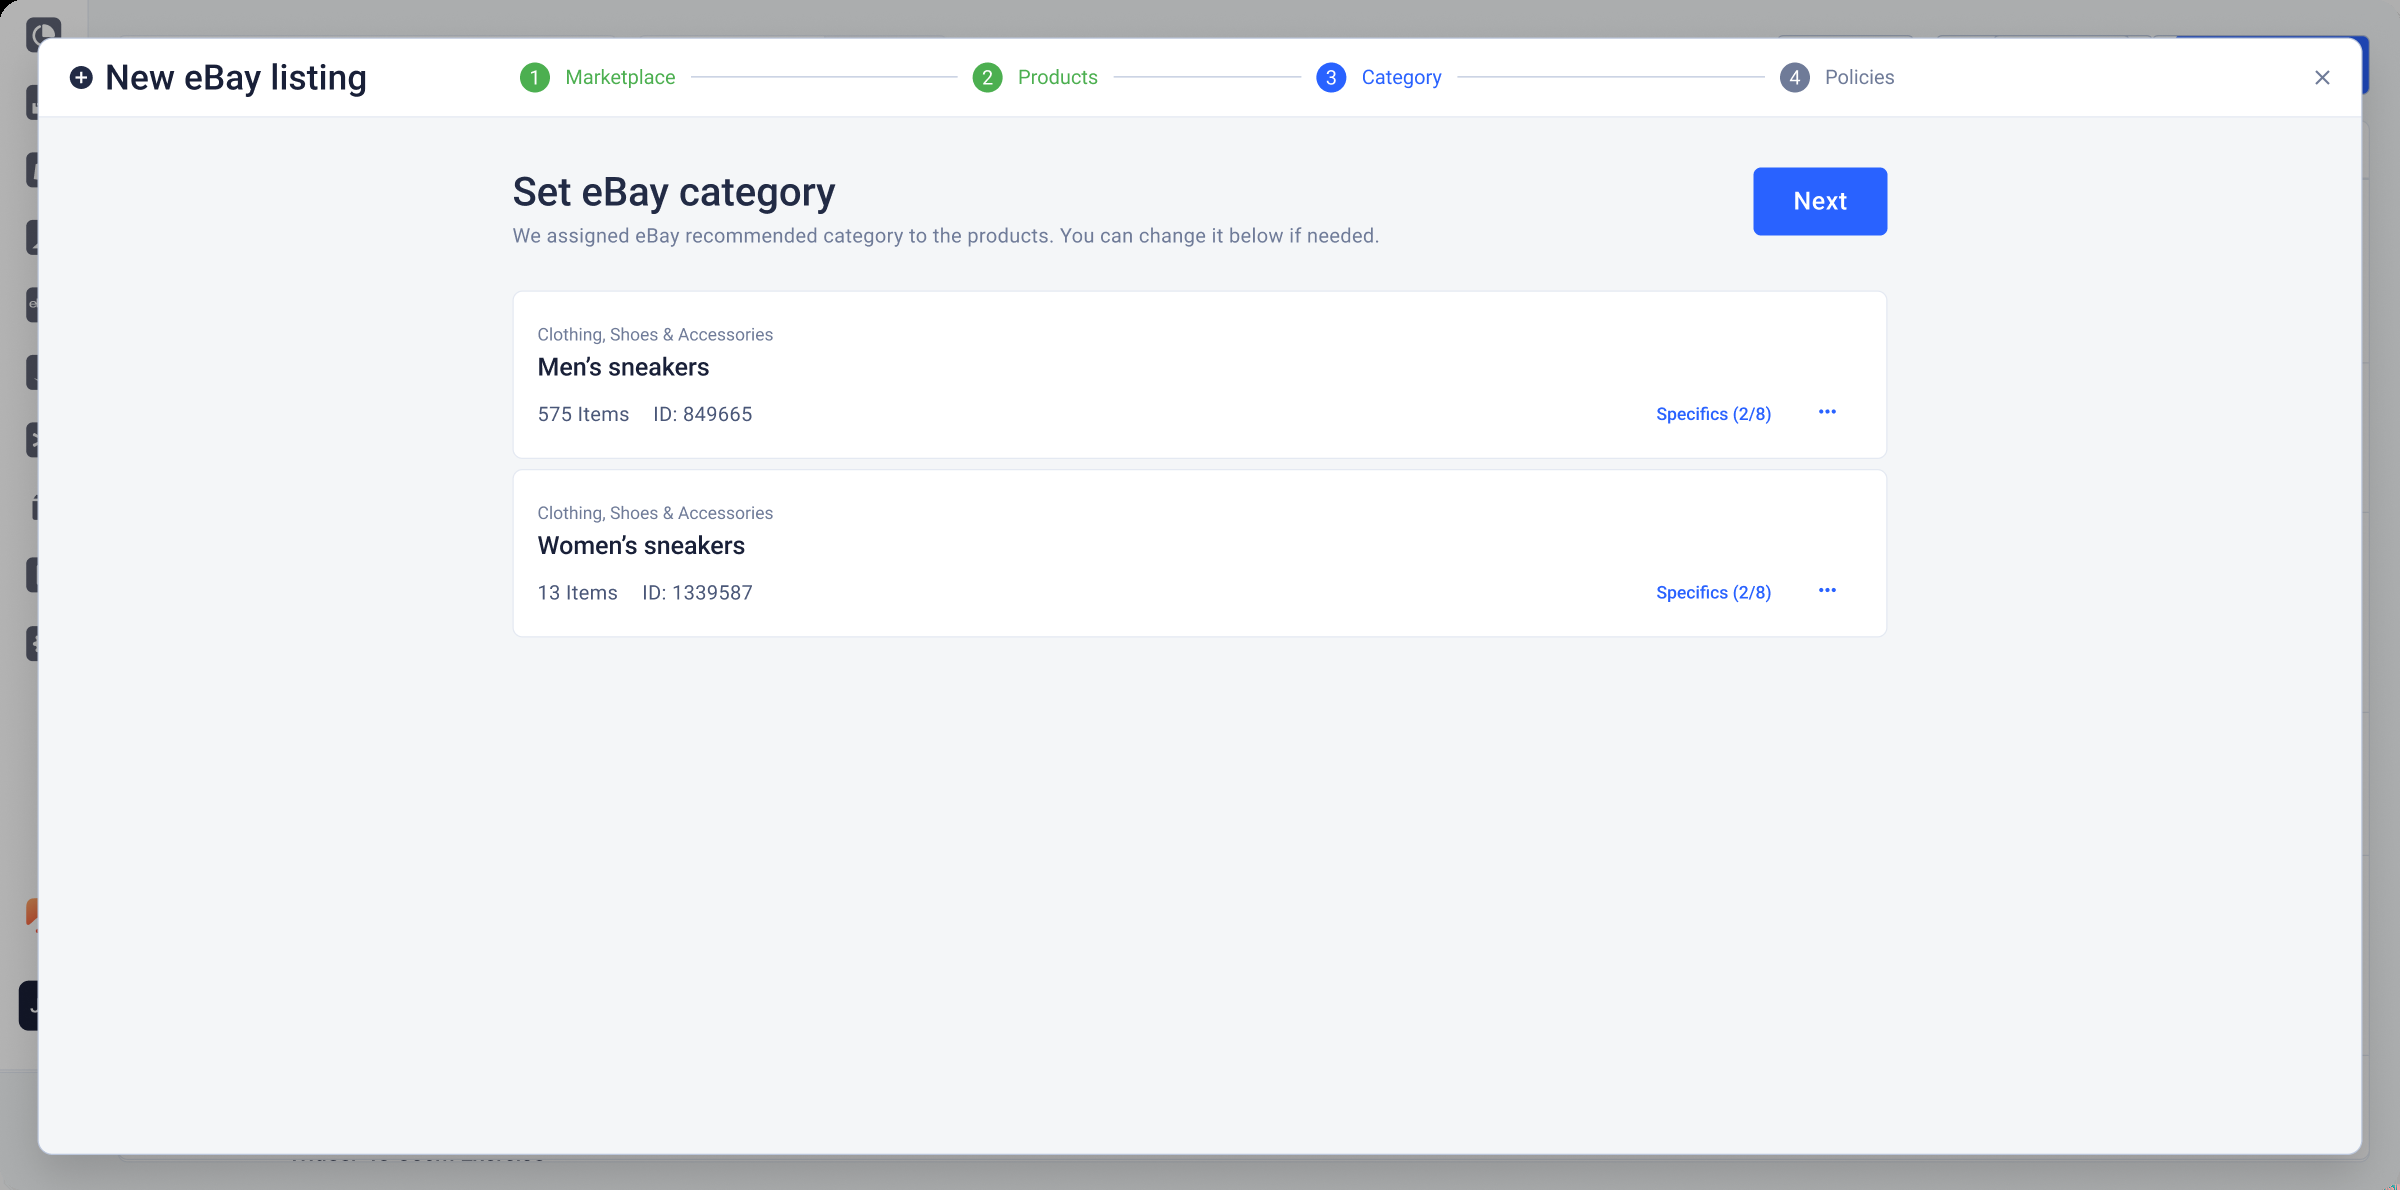 New eBay listing
1 Marketplace
2 Products
3 Category
4 Policies
Set eBay category
Next
We assigned eBay recommended category to the products. You can change it below if needed.
Clothing, Shoes & Accessories
Men’s sneakers
575 Items ID: 849665
Specifics (2/8)
Clothing, Shoes & Accessories
Women’s sneakers
13 Items ID: 1339587
Specifics (2/8)